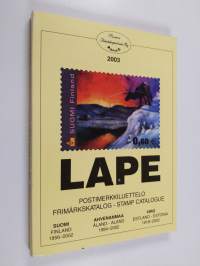 2003
SUOMI Finland
0,60
LAPE
POSTIMERKKILUETTELO
FRIMÄRKSKATALOG - STAMP CATALOGUE
SUOMI
FINLAND
1856-2002
AHVENANMAA
ÅLAND - ÅLAND
1984-2002
VIRO
ESTLAND - ESTONIA
1918-2002